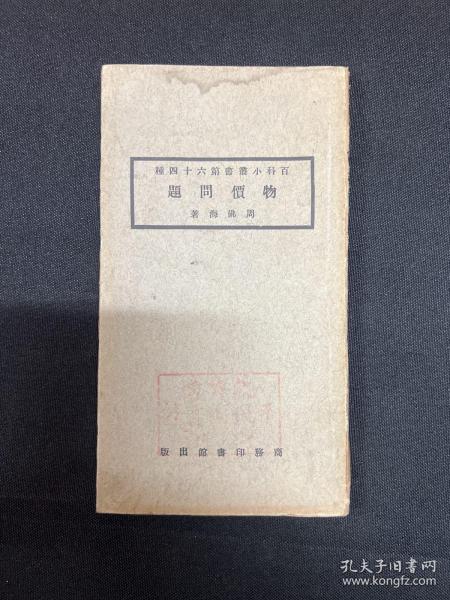 百科小叢書第六十四種
物價問題
周佛海著
商務印書館出版
孔夫子旧书网
www.kongfz.com